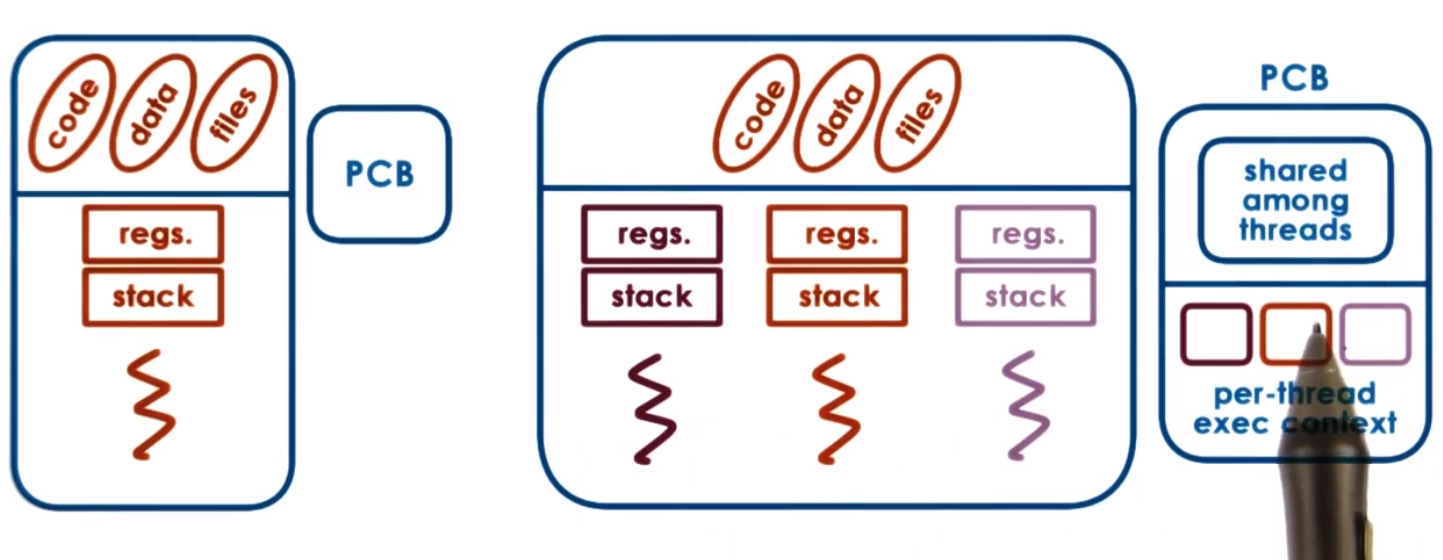 code data files
PCB
regs.
stack
code data files
regs. regs. regs.
stack stack stack
PCB
shared
among
threads
per-thread
exec context